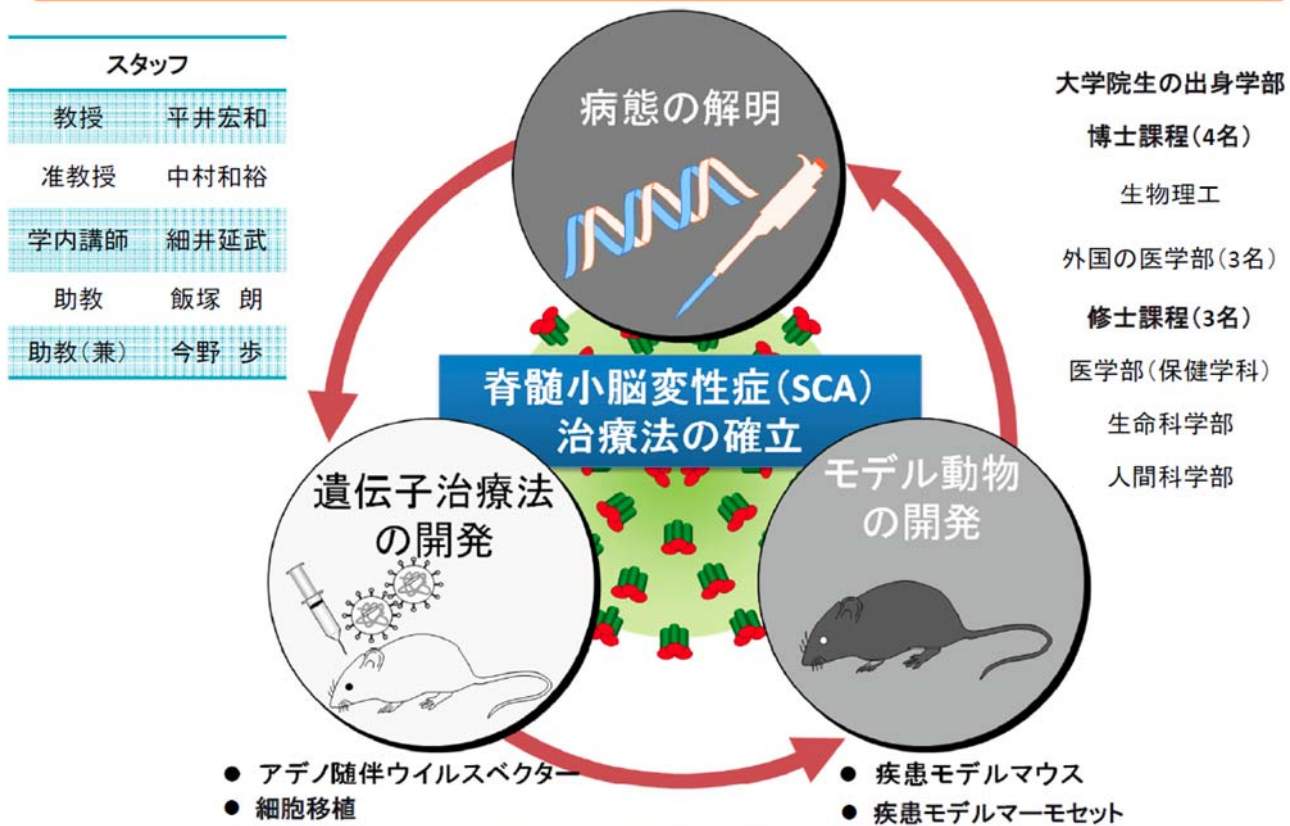 スタッフ
教授 平井宏和
准教授 中村和裕
学内講師 細井延武
助教 飯塚 朗
助教(兼) 今野 歩
病態の解明
大学院生の出身学部
博士課程(4名)
生物理工
外国の医学部(3名)
修士課程(3名)
医学部(保健学科)
生命科学部
人間科学部
脊髄小脳変性症(SCA)
治療法の確立
遺伝子治療法
の開発
モデル動物
の開発
● アデノ随伴ウイルスベクター
● 細胞移植
● 疾患モデルマウス
● 疾患モデルマーモセット